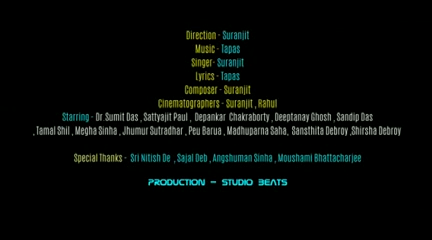 Direction - Suranjit
Music - Tapas
Singer- Suranjit
Lyrics - Tapas
Composer - Suranjit
Cinematographers - Suranjit , Rahul
Starring - Dr Sumit Das , Sattyajit Paul , Depankar Chakraborty , Deeptanay Ghosh , Sandip Das
, Tamal Shil , Megha Sinha , Jhumur Sutradhar , Peu Barua , Madhuparna Saha, Sansthita Debroy ,Shirsha Debroy
Special Thanks - Sri Nitish De , Sajal Deb , Angshuman Sinha , Moushami Bhattacharjee
PRODUCTION - STUDIO BEATS